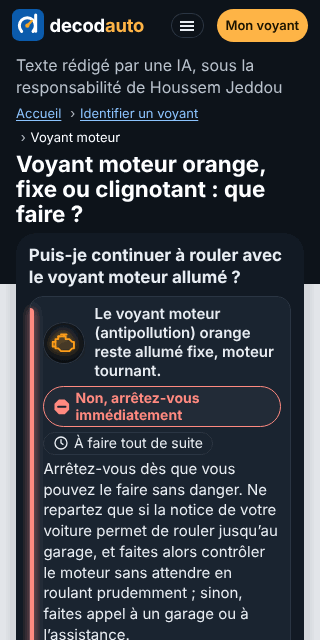 decodauto
Mon voyant
Texte rédigé par une IA, sous la
responsabilité de Houssem Jeddou
Accueil › Identifier un voyant
› Voyant moteur
Voyant moteur orange,
fixe ou clignotant : que
faire ?
Puis-je continuer à rouler avec
le voyant moteur allumé ?
Le voyant moteur
(antipollution) orange
reste allumé fixe, moteur
tournant.
Non, arrêtez-vous
immédiatement
À faire tout de suite
Arrêtez-vous dès que vous
pouvez le faire sans danger. Ne
repartez que si la notice de votre
voiture permet de rouler jusqu’au
garage, et faites alors contrôler
le moteur sans attendre en
roulant prudemment ; sinon,
faites appel à un garage ou à
l’assistance.